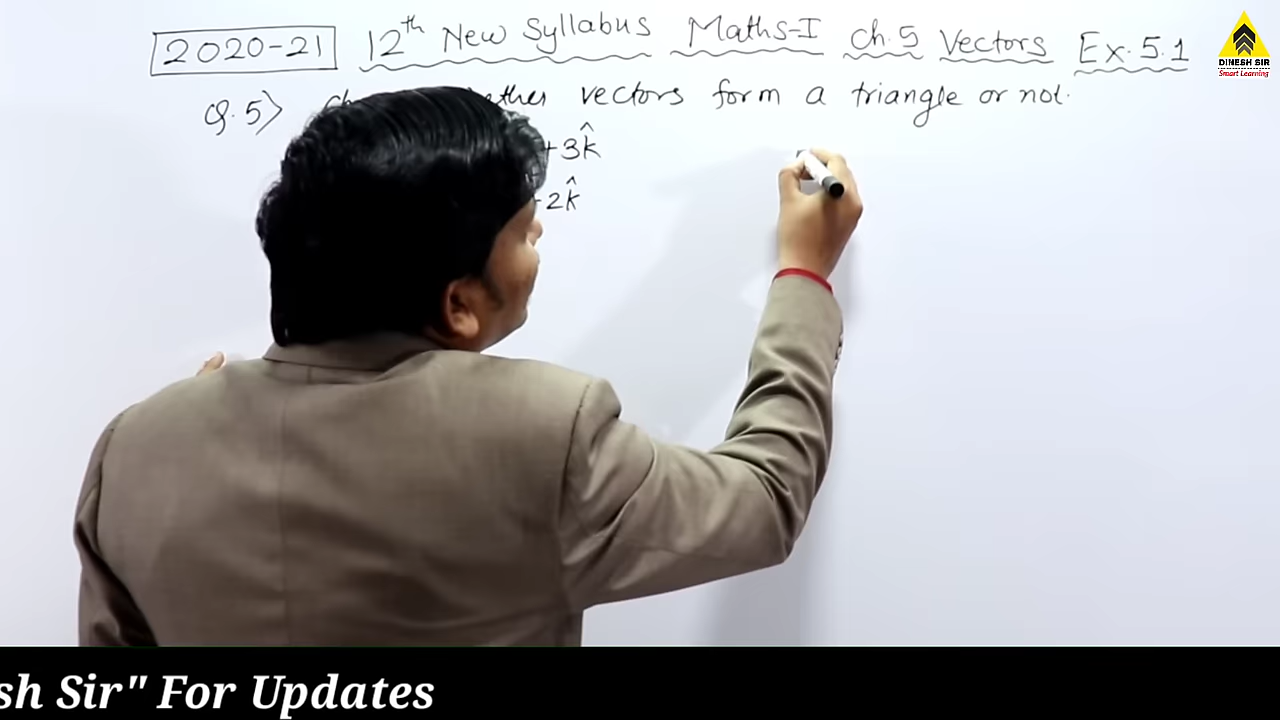 2020-21 12th New Syllabus Maths-I ch.5 Vectors Ex. 5.1
Q.5> vectors form a triangle or not.
+3k̂
2k̂
DINESH SIR
Smart Learning
sh Sir" For Updates